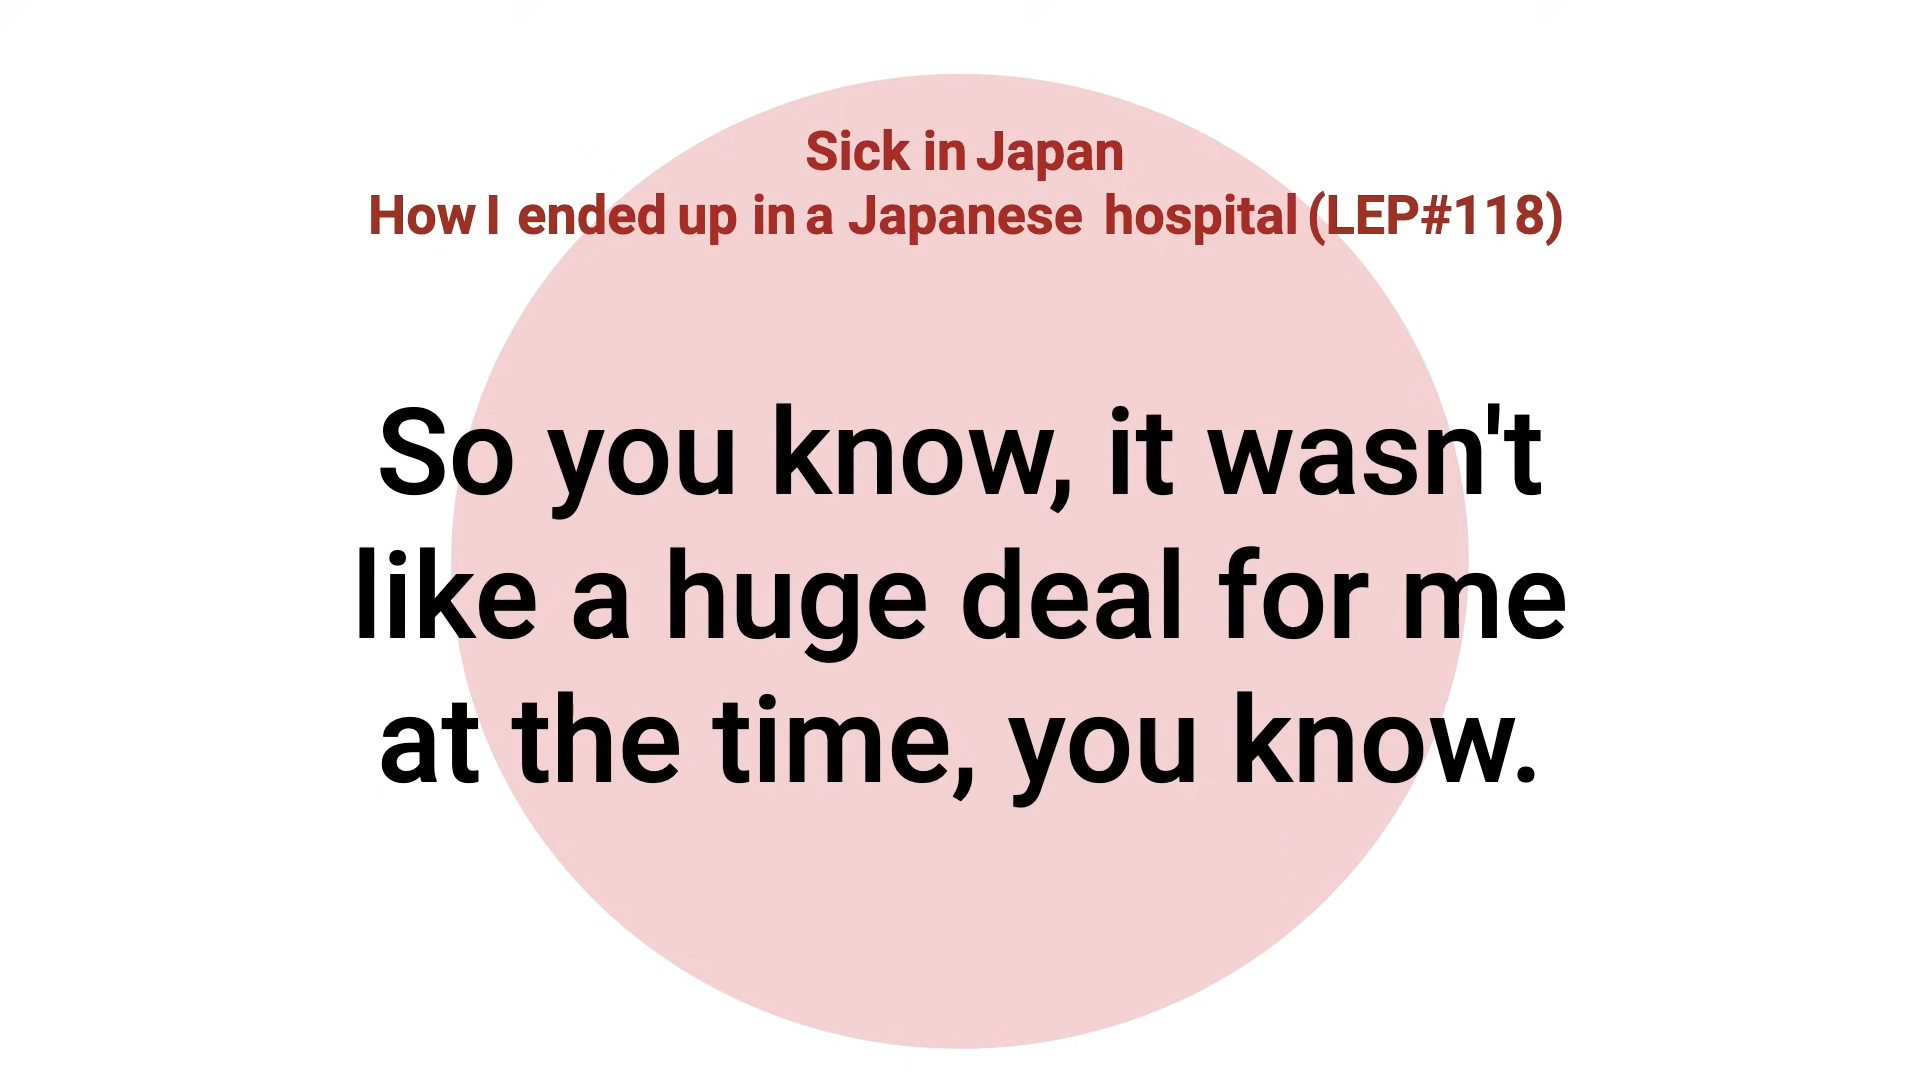 Sick in Japan
How I ended up in a Japanese hospital (LEP#118)
So you know, it wasn't
like a huge deal for me
at the time, you know.